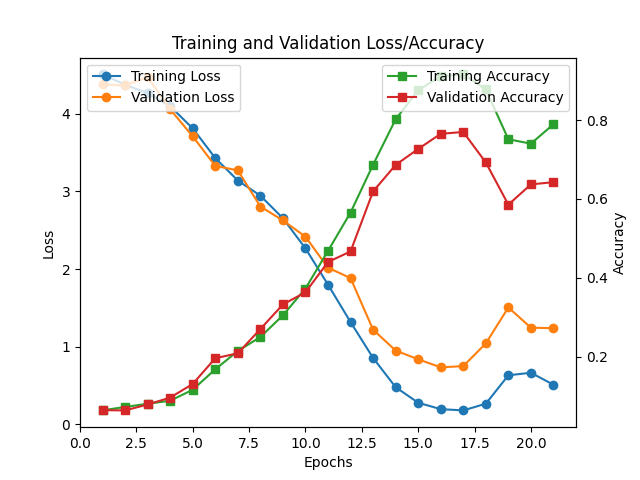 Training and Validation Loss/Accuracy
Training Loss
Validation Loss
Training Accuracy
Validation Accuracy
Loss
4
3
2
1
0
Accuracy
0.8
0.6
0.4
0.2
0.0 2.5 5.0 7.5 10.0 12.5 15.0 17.5 20.0
Epochs